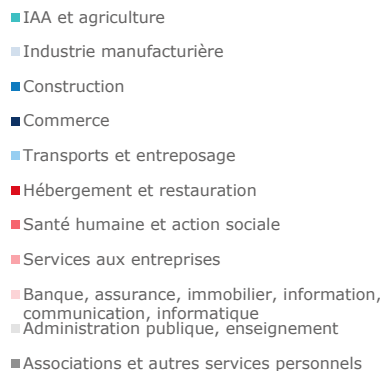 IAA et agriculture
Industrie manufacturière
Construction
Commerce
Transports et entreposage
Hébergement et restauration
Santé humaine et action sociale
Services aux entreprises
Banque, assurance, immobilier, information,
communication, informatique
Administration publique, enseignement
Associations et autres services personnels